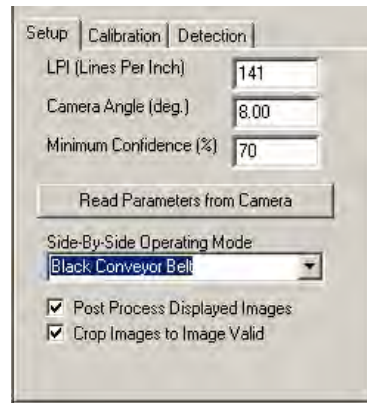 Setup Calibration Detection
LPI (Lines Per Inch) 141
Camera Angle (deg.) 8.00
Minimum Confidence (%) 70
Read Parameters from Camera
Side-By-Side Operating Mode
Black Conveyor Belt
Post Process Displayed Images
Crop Images to Image Valid